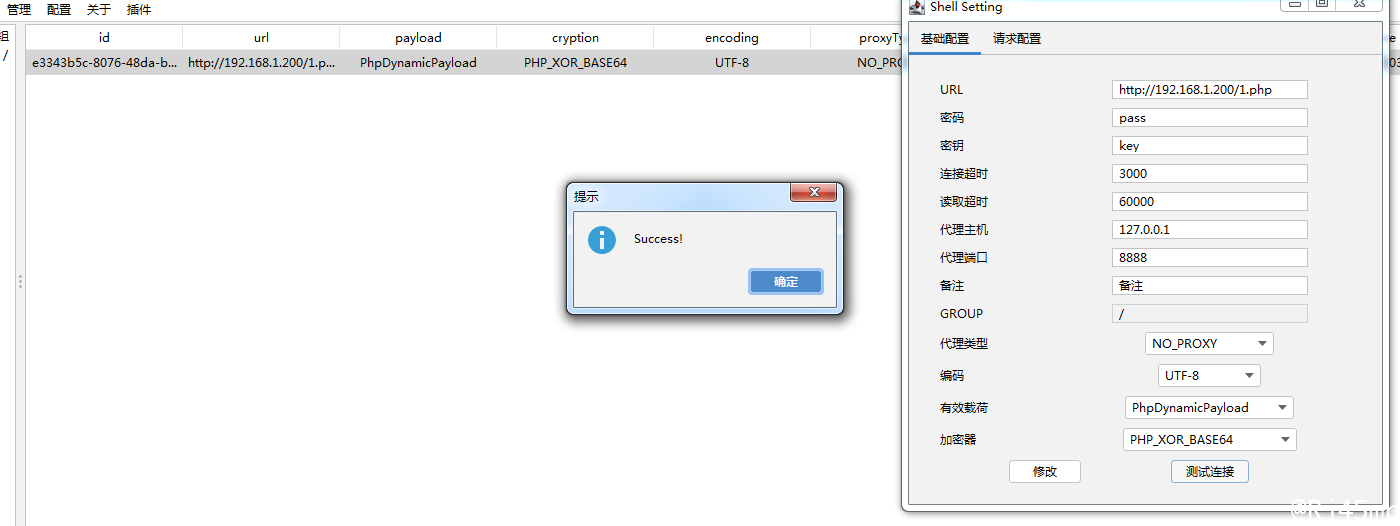 管理 配置 关于 插件
组
/
id url payload cryption encoding
e3343b5c-8076-48da-b... http://192.168.1.200/1.p... PhpDynamicPayload PHP_XOR_BASE64 UTF-8
提示
Success!
确定
Shell Setting
基础配置 请求配置
URL http://192.168.1.200/1.php
密码 pass
密钥 key
连接超时 3000
读取超时 60000
代理主机 127.0.0.1
代理端口 8888
备注 备注
GROUP /
代理类型 NO_PROXY
编码 UTF-8
有效载荷 PhpDynamicPayload
加密器 PHP_XOR_BASE64
修改 测试连接